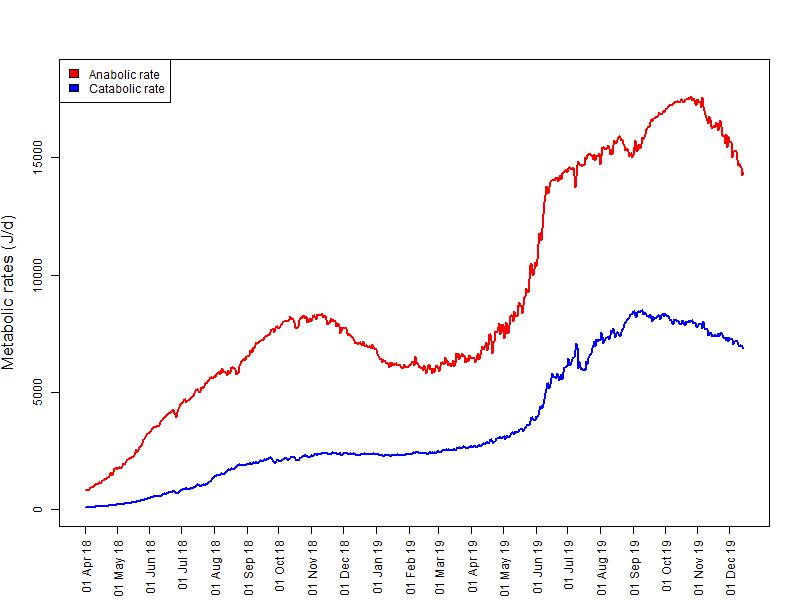 Anabolic rate
Catabolic rate
Metabolic rates (J/d)
15000
10000
5000
0
01 Apr 18
01 May 18
01 Jun 18
01 Jul 18
01 Aug 18
01 Sep 18
01 Oct 18
01 Nov 18
01 Dec 18
01 Jan 19
01 Feb 19
01 Mar 19
01 Apr 19
01 May 19
01 Jun 19
01 Jul 19
01 Aug 19
01 Sep 19
01 Oct 19
01 Nov 19
01 Dec 19